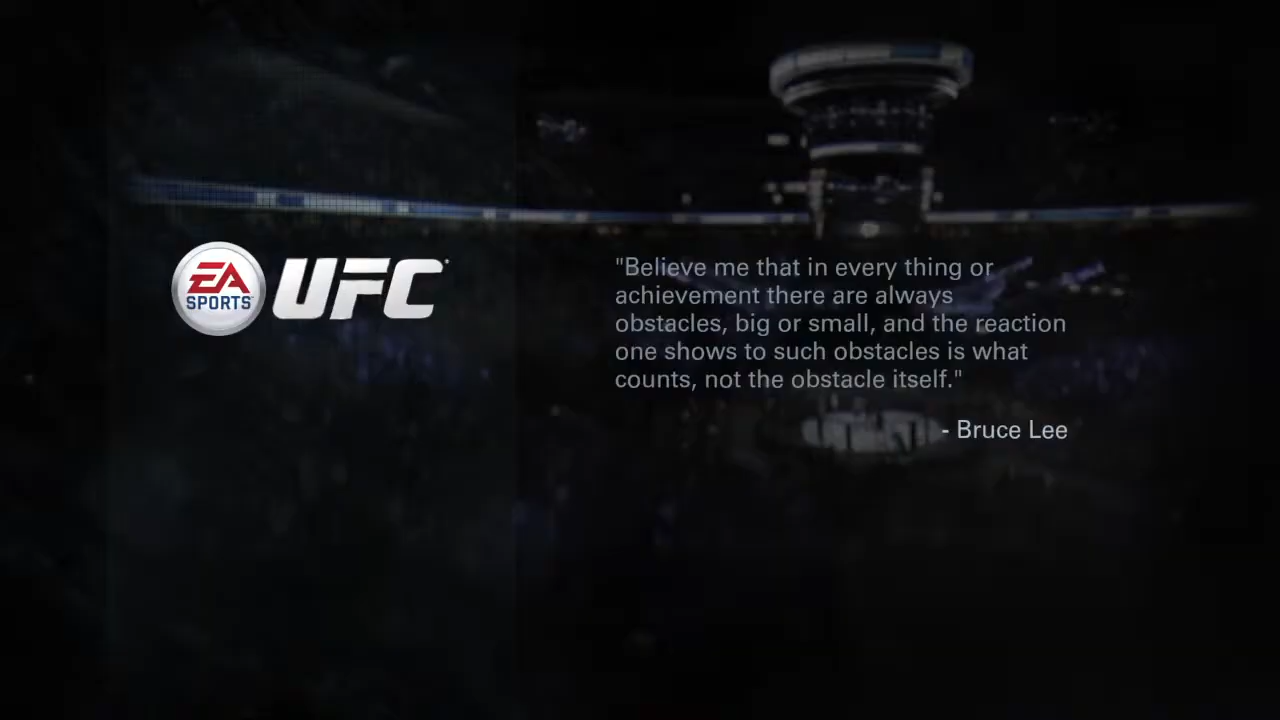 EA
SPORTS
UFC
"Believe me that in every thing or
achievement there are always
obstacles, big or small, and the reaction
one shows to such obstacles is what
counts, not the obstacle itself."
- Bruce Lee